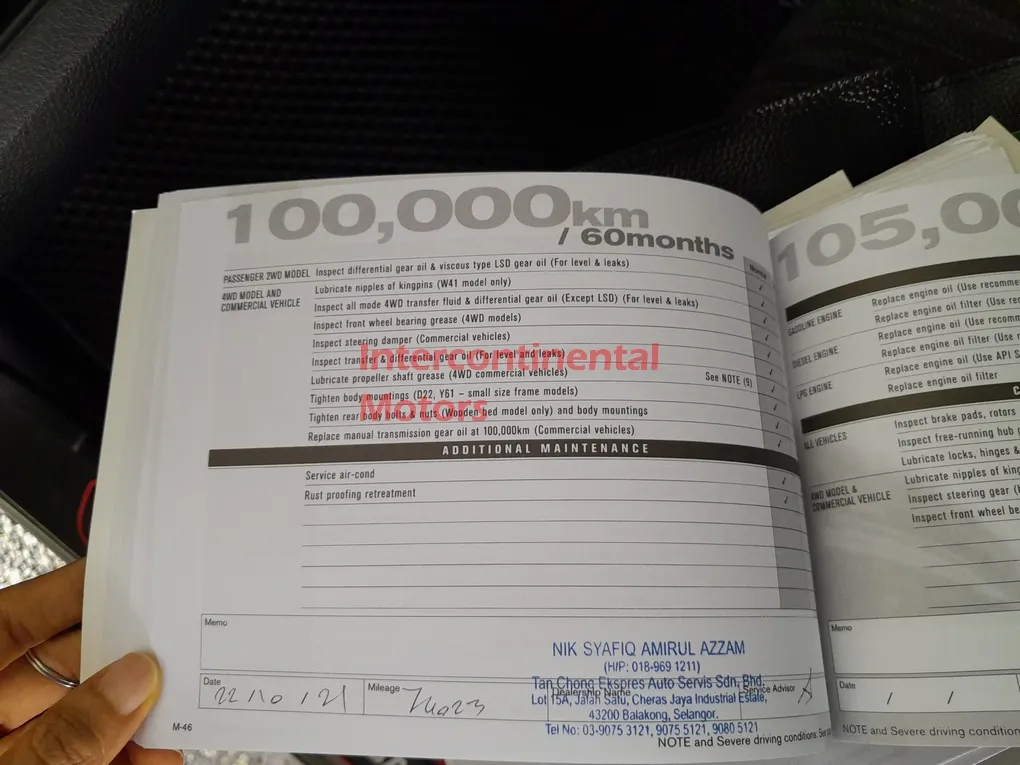 100,000km
/ 60months
Months
PASSENGER 2WD MODEL Inspect differential gear oil & viscous type LSD gear oil (For level & leaks)
4WD MODEL AND
COMMERCIAL VEHICLE
Lubricate nipples of kingpins (W41 model only)
Inspect all mode 4WD transfer fluid & differential gear oil (Except LSD) (For level & leaks)
Inspect front wheel bearing grease (4WD models)
Inspect steering damper (Commercial vehicles)
Inspect transfer & differential gear oil (For level and leaks)
Lubricate propeller shaft grease (4WD commercial vehicles) See NOTE (9)
Tighten body mountings (D22, Y61 – small size frame models)
Tighten rear body bolts & nuts (Wooden bed model only) and body mountings
Replace manual transmission gear oil at 100,000km (Commercial vehicles)
Intercontinental
Motors
ADDITIONAL MAINTENANCE
Service air-cond
Rust proofing retreatment
Memo
NIK SYAFIQ AMIRUL AZZAM
(H/P: 018-969 1211)
Tan Chong Ekspres Auto Servis Sdn. Bhd.
Lot 15A, Jalan Satu, Cheras Jaya Industrial Estate,
43200 Balakong, Selangor.
Tel No: 03-9075 3121, 9075 5121, 9080 5121
Date
22 10 / 21
Mileage
Dealership Name
Service Advisor
M-46
NOTE and Severe driving conditions
105,00
GASOLINE ENGINE
Replace engine oil (Use recomme
Replace engine oil filter (Use recom
DIESEL ENGINE
Replace engine oil (Use recomm
Replace engine oil filter (Use
LPG ENGINE
Replace engine oil (Use API S
Replace engine oil filter
ALL VEHICLES
Inspect brake pads, rotors
Inspect free-running hub
Lubricate locks, hinges &
4WD MODEL &
COMMERCIAL VEHICLE
Lubricate nipples of king
Inspect steering gear (
Inspect front wheel be
Memo
Date
/ /
NOTE and Severe driving condition